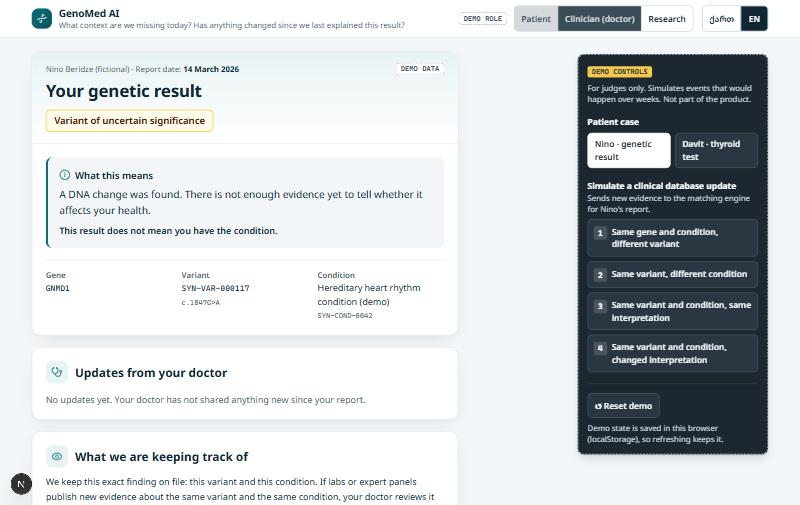 GenoMed AI
What context are we missing today? Has anything changed since we last explained this result?
DEMO ROLE
Patient
Clinician (doctor)
Research
ქართ
EN
Nino Beridze (fictional) · Report date: 14 March 2026
DEMO DATA
Your genetic result
Variant of uncertain significance
What this means
A DNA change was found. There is not enough evidence yet to tell whether it
affects your health.
This result does not mean you have the condition.
Gene
GNMD1
Variant
SYN-VAR-000117
c.1847G>A
Condition
Hereditary heart rhythm
condition (demo)
SYN-COND-0042
Updates from your doctor
No updates yet. Your doctor has not shared anything new since your report.
What we are keeping track of
We keep this exact finding on file: this variant and this condition. If labs or expert panels
publish new evidence about the same variant and the same condition, your doctor reviews it
N
DEMO CONTROLS
For judges only. Simulates events that would
happen over weeks. Not part of the product.
Patient case
Nino · genetic
result
Davit · thyroid
test
Simulate a clinical database update
Sends new evidence to the matching engine
for Nino's report.
1 Same gene and condition,
different variant
2 Same variant, different condition
3 Same variant and condition, same
interpretation
4 Same variant and condition,
changed interpretation
↺ Reset demo
Demo state is saved in this browser
(localStorage), so refreshing keeps it.